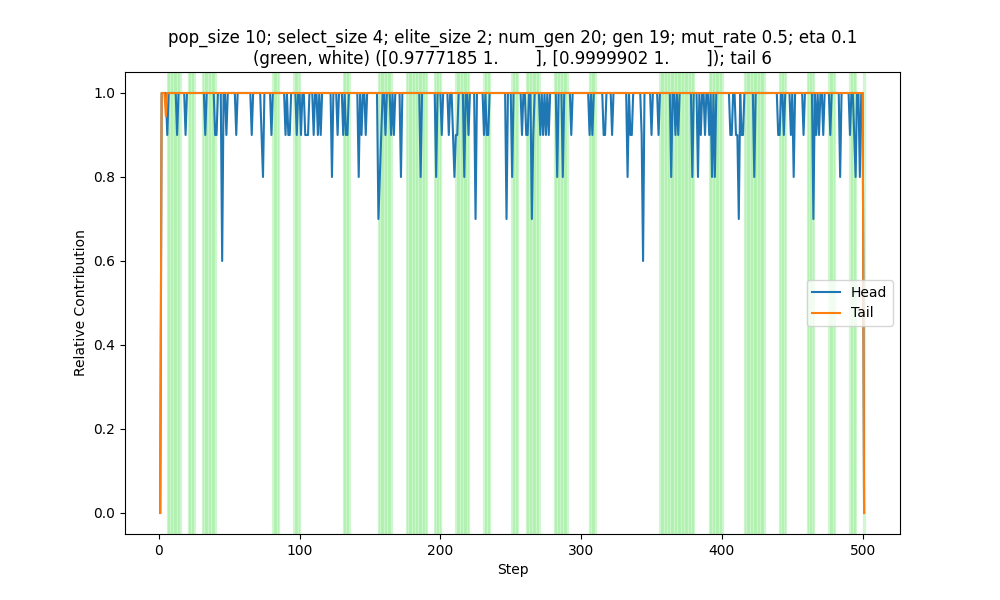 pop_size 10; select_size 4; elite_size 2; num_gen 20; gen 19; mut_rate 0.5; eta 0.1
(green, white) ([0.9777185 1.        ], [0.9999902 1.        ]); tail 6
1.0
0.8
0.6
0.4
0.2
0.0
Relative Contribution
Head
Tail
0
100
200
300
400
500
Step